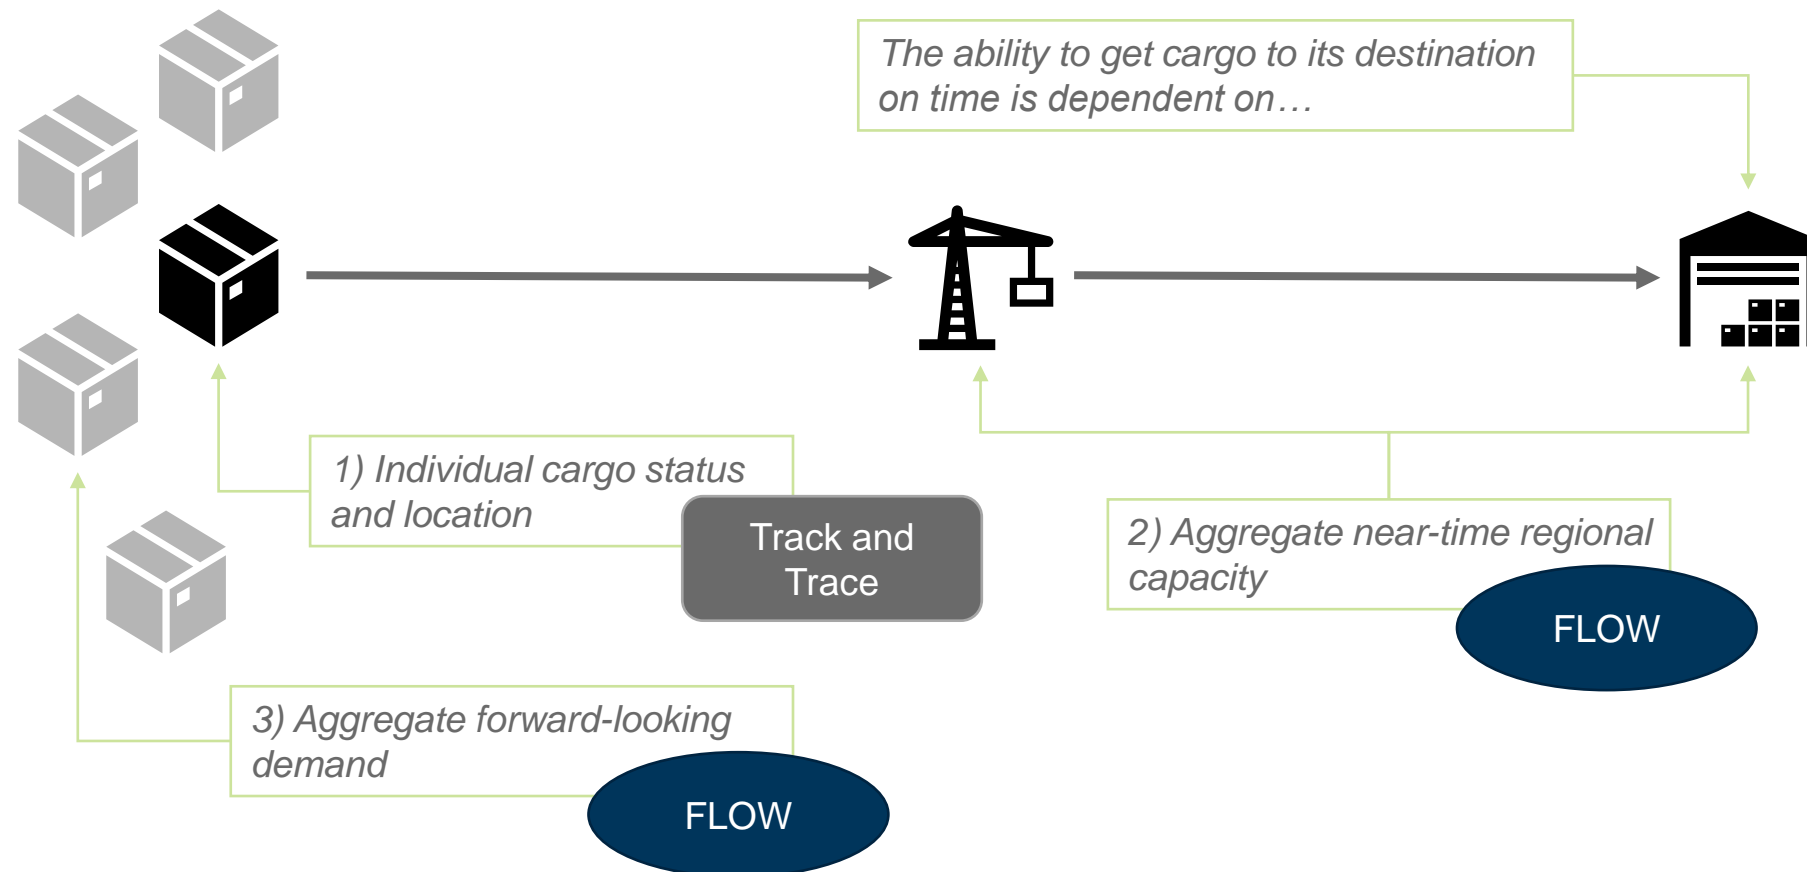 The ability to get cargo to its destination
on time is dependent on…
1) Individual cargo status
and location
Track and
Trace
2) Aggregate near-time regional
capacity
FLOW
3) Aggregate forward-looking
demand
FLOW